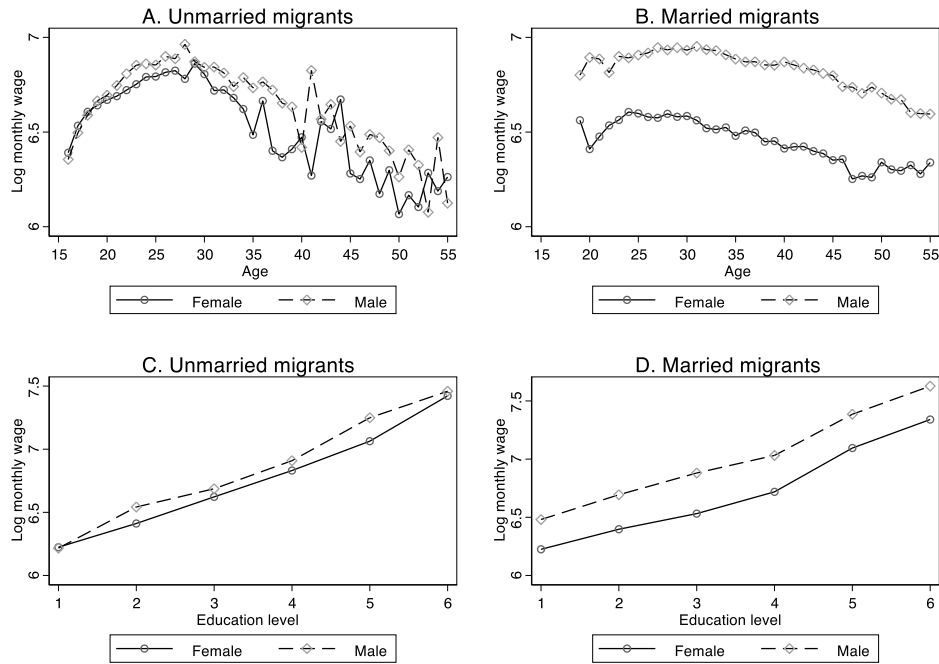 A. Unmarried migrants
Log monthly wage
7
6.5
6
15 20 25 30 35 40 45 50 55
Age
Female Male
B. Married migrants
Log monthly wage
7
6.5
6
15 20 25 30 35 40 45 50 55
Age
Female Male
C. Unmarried migrants
Log monthly wage
7.5
7
6.5
6
1 2 3 4 5 6
Education level
Female Male
D. Married migrants
Log monthly wage
7.5
7
6.5
6
1 2 3 4 5 6
Education level
Female Male